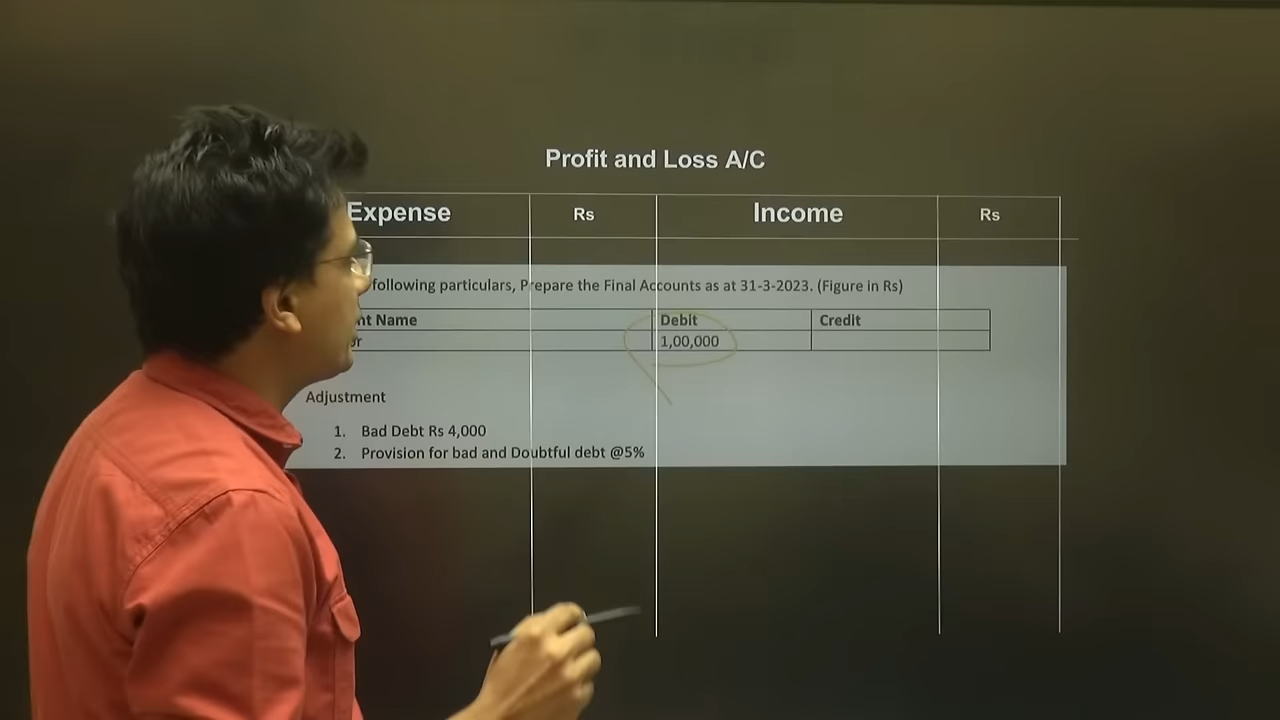 Profit and Loss A/C
Expense Rs Income Rs
following particulars, Prepare the Final Accounts as at 31-3-2023. (Figure in Rs)
Name Debit Credit
1,00,000
Adjustment
1. Bad Debt Rs 4,000
2. Provision for bad and Doubtful debt @5%